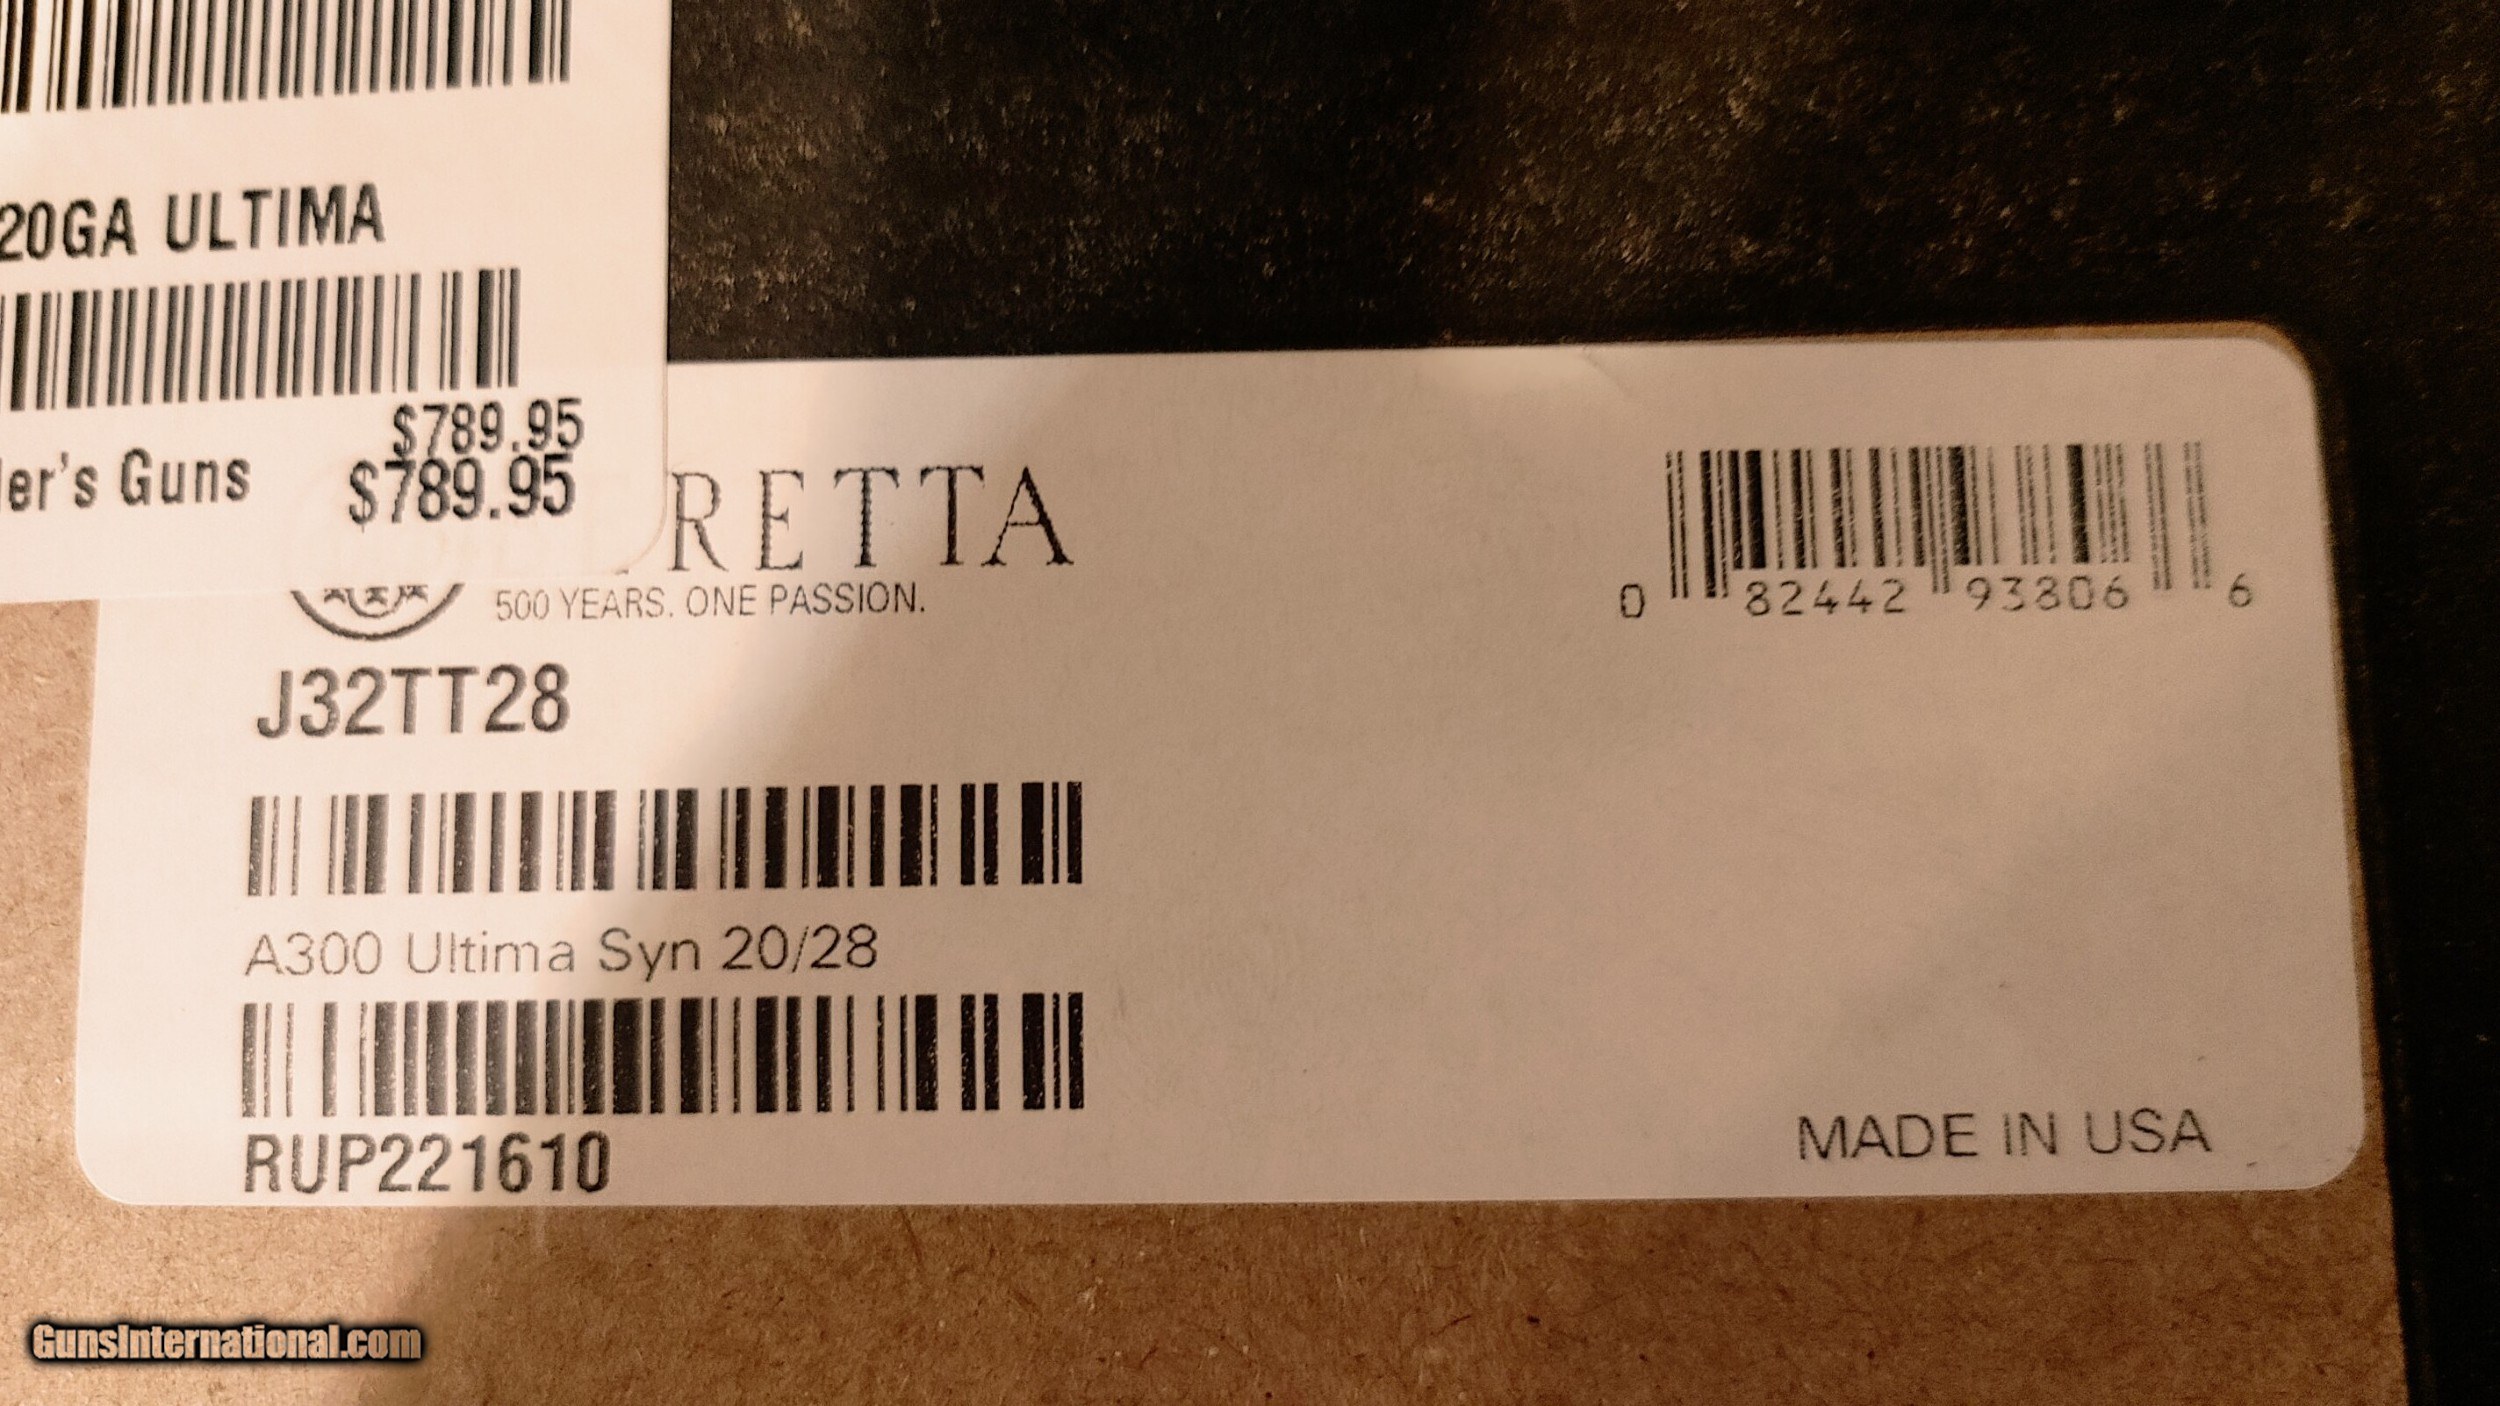 20GA ULTIMA
$789.95
ler's Guns $789.95
RETTA
500 YEARS. ONE PASSION.
0 82442 93806 6
J32TT28
A300 Ultima Syn 20/28
RUP221610
MADE IN USA
GunsInternational.com